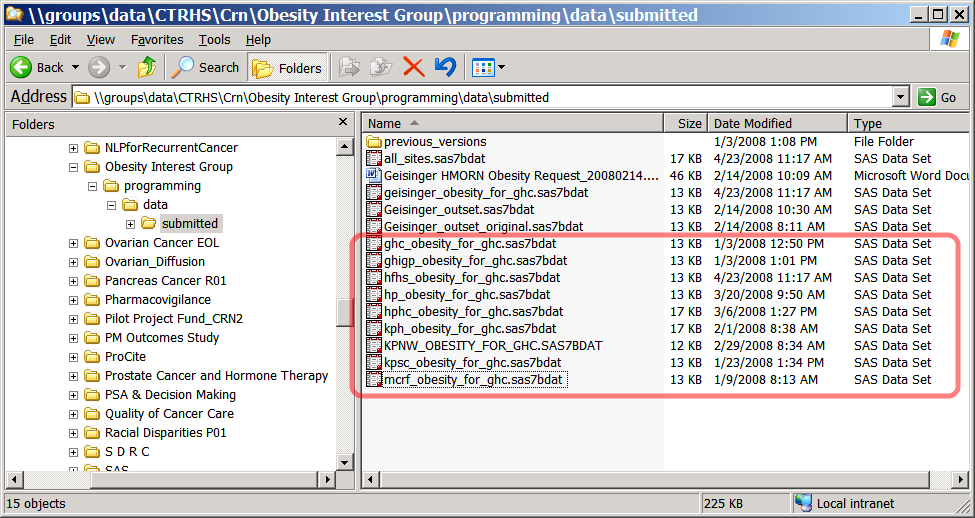 \\groups\data\CTRHS\Crn\Obesity Interest Group\programming\data\submitted
File Edit View Favorites Tools Help
Back Search Folders
Address \\groups\data\CTRHS\Crn\Obesity Interest Group\programming\data\submitted Go
Folders
NLPforRecurrentCancer
Obesity Interest Group
programming
data
submitted
Ovarian Cancer EOL
Ovarian_Diffusion
Pancreas Cancer R01
Pharmacovigilance
Pilot Project Fund_CRN2
PM Outcomes Study
ProCite
Prostate Cancer and Hormone Therapy
PSA & Decision Making
Quality of Cancer Care
Racial Disparities P01
S D R C
SAS
Name Size Date Modified Type
previous_versions 1/3/2008 1:08 PM File Folder
all_sites.sas7bdat 17 KB 4/23/2008 11:17 AM SAS Data Set
Geisinger HMORN Obesity Request_20080214.... 46 KB 2/14/2008 10:09 AM Microsoft Word Docu
geisinger_obesity_for_ghc.sas7bdat 13 KB 4/23/2008 11:17 AM SAS Data Set
Geisinger_outset.sas7bdat 13 KB 2/14/2008 10:30 AM SAS Data Set
Geisinger_outset_original.sas7bdat 13 KB 2/14/2008 8:11 AM SAS Data Set
ghc_obesity_for_ghc.sas7bdat 13 KB 1/3/2008 12:50 PM SAS Data Set
ghigp_obesity_for_ghc.sas7bdat 13 KB 1/3/2008 1:01 PM SAS Data Set
hfhs_obesity_for_ghc.sas7bdat 13 KB 4/23/2008 11:17 AM SAS Data Set
hp_obesity_for_ghc.sas7bdat 13 KB 3/20/2008 9:50 AM SAS Data Set
hphc_obesity_for_ghc.sas7bdat 17 KB 3/6/2008 1:27 PM SAS Data Set
kph_obesity_for_ghc.sas7bdat 17 KB 2/1/2008 8:38 AM SAS Data Set
KPNW_OBESITY_FOR_GHC.SAS7BDAT 12 KB 2/29/2008 8:34 AM SAS Data Set
kpsc_obesity_for_ghc.sas7bdat 13 KB 1/23/2008 1:34 PM SAS Data Set
mcrf_obesity_for_ghc.sas7bdat 13 KB 1/9/2008 8:13 AM SAS Data Set
15 objects 225 KB Local intranet